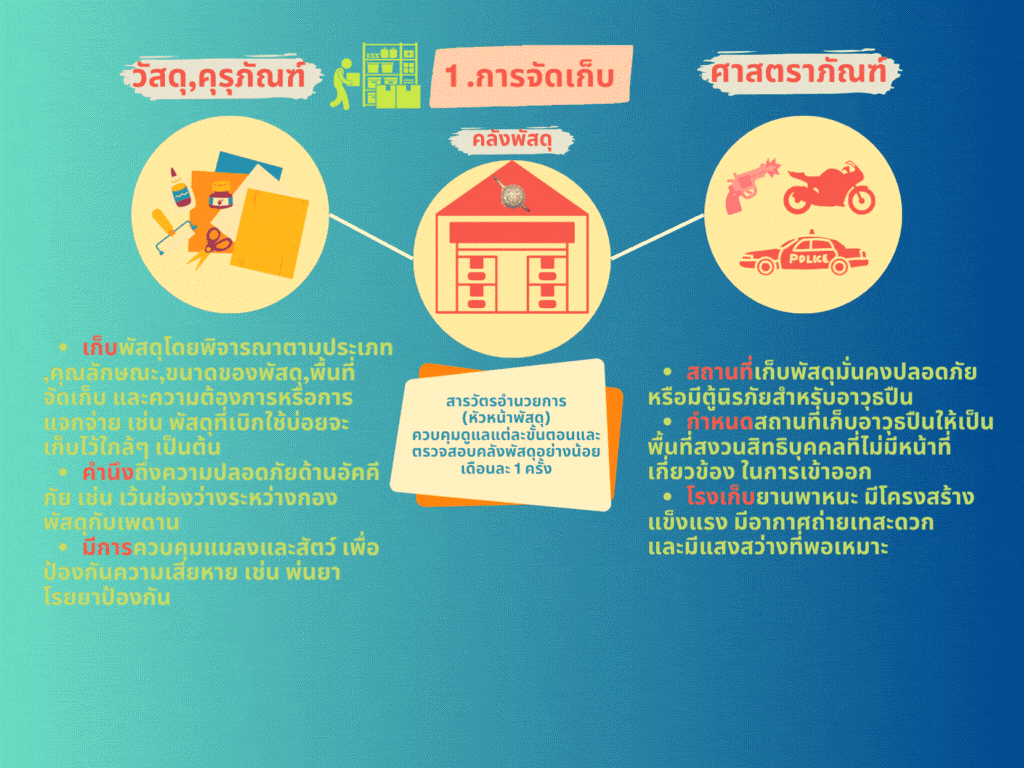 วัสดุ,คุรุภัณฑ์
1.การจัดเก็บ
ศาสตราภัณฑ์
คลังพัสดุ
POLICE
เก็บพัสดุโดยพิจารณาตามประเภท
,คุณลักษณะ,ขนาดของพัสดุ,พื้นที่
จัดเก็บ และความต้องการหรือการ
แจกจ่าย เช่น พัสดุที่เบิกใช้บ่อยจะ
เก็บไว้ใกล้ๆ เป็นต้น
คำนึงถึงความปลอดภัยด้านอัคคี
ภัย เช่น เว้นช่องว่างระหว่างกอง
พัสดุกับเพดาน
มีการควบคุมแมลงและสัตว์ เพื่อ
ป้องกันความเสียหาย เช่น พ่นยา
โรยยาป้องกัน
สารวัตรอำนวยการ
(หัวหน้าพัสดุ)
ควบคุมดูแลแต่ละขั้นตอนและ
ตรวจสอบคลังพัสดุอย่างน้อย
เดือนละ 1 ครั้ง
สถานที่เก็บพัสดุมั่นคงปลอดภัย
หรือมีตู้นิรภัยสำหรับอาวุธปืน
กำหนดสถานที่เก็บอาวุธปืนให้เป็น
พื้นที่สงวนสิทธิบุคคลที่ไม่มีหน้าที่
เกี่ยวข้อง ในการเข้าออก
โรงเก็บยานพาหนะ มีโครงสร้าง
แข็งแรง มีอากาศถ่ายเทสะดวก
และมีแสงสว่างที่พอเหมาะ